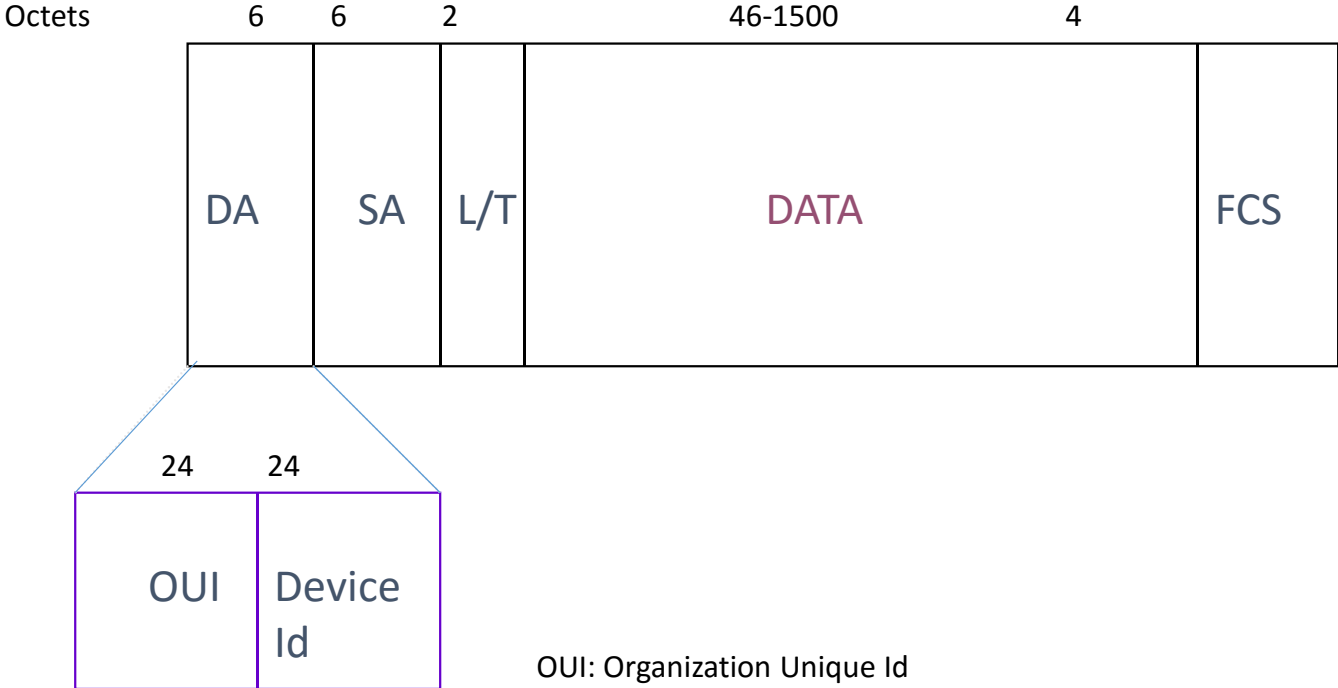 Octets 6 6 2 46-1500 4
DA SA L/T DATA FCS
24 24
OUI Device
Id
OUI: Organization Unique Id